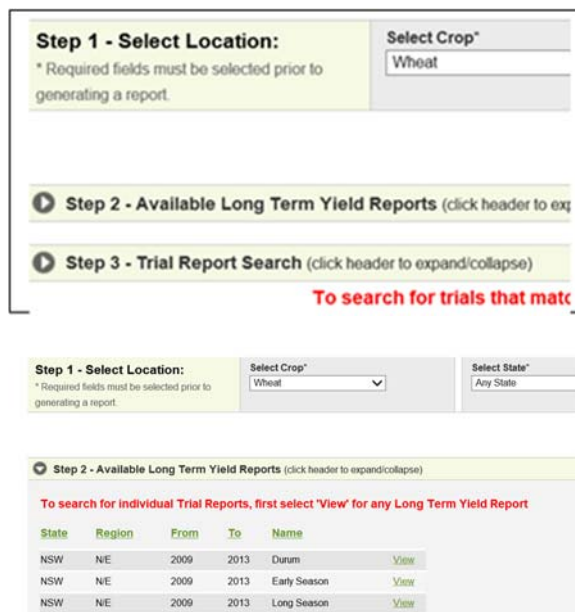 Step 1 - Select Location:
* Required fields must be selected prior to
generating a report.
Select Crop*
Wheat
Step 2 - Available Long Term Yield Reports (click header to
Step 3 - Trial Report Search (click header to expand/collapse)
To search for trials that
Step 1 - Select Location:
* Required fields must be selected prior to
generating a report.
Select Crop*
Wheat
Select State*
Any State
Step 2 - Available Long Term Yield Reports (click header to expand/collapse)
To search for individual Trial Reports, first select 'View' for any Long Term Yield Report
State Region From To Name
NSW N/E 2009 2013 Durum View
NSW N/E 2009 2013 Early Season View
NSW N/E 2009 2013 Long Season View